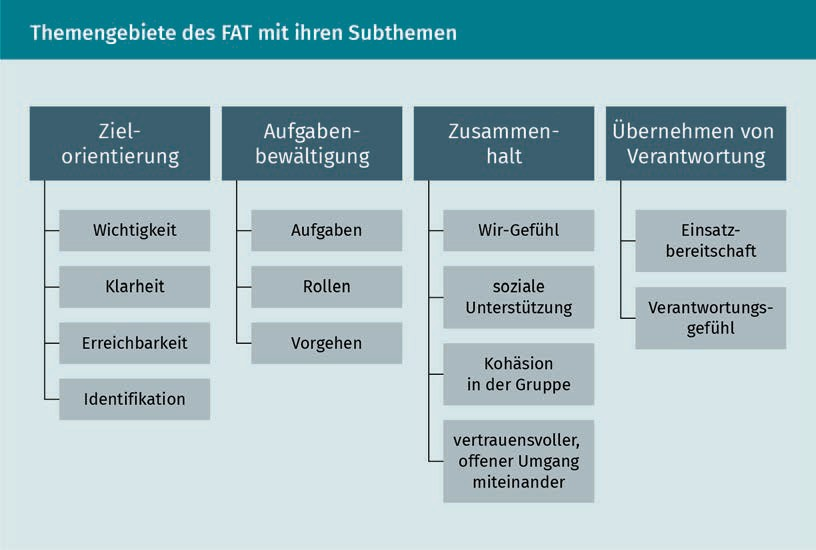 Themengebiete des FAT mit ihren Subthemen
Ziel-
orientierung
Wichtigkeit
Klarheit
Erreichbarkeit
Identifikation
Aufgaben-
bewältigung
Aufgaben
Rollen
Vorgehen
Zusammen-
halt
Wir-Gefühl
soziale
Unterstützung
Kohäsion
in der Gruppe
vertrauensvoller,
offener Umgang
miteinander
Übernehmen von
Verantwortung
Einsatz-
bereitschaft
Verantwortungs-
gefühl